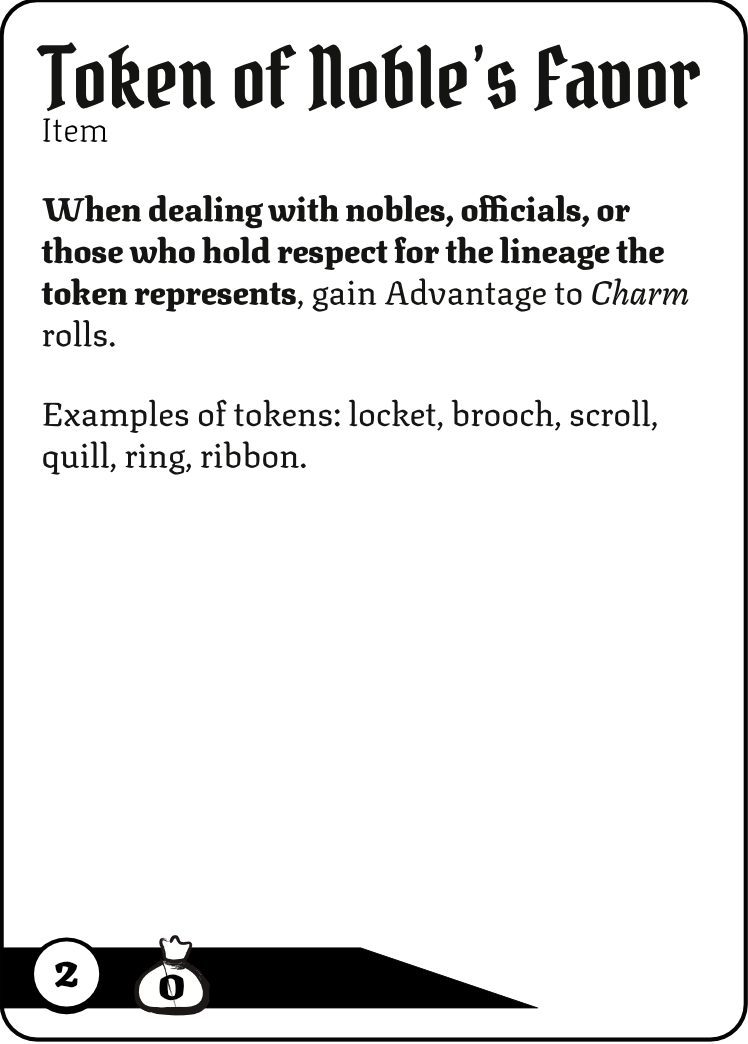 Token of Noble's Favor
Item
When dealing with nobles, officials, or
those who hold respect for the lineage the
token represents, gain Advantage to Charm
rolls.
Examples of tokens: locket, brooch, scroll,
quill, ring, ribbon.
2
0